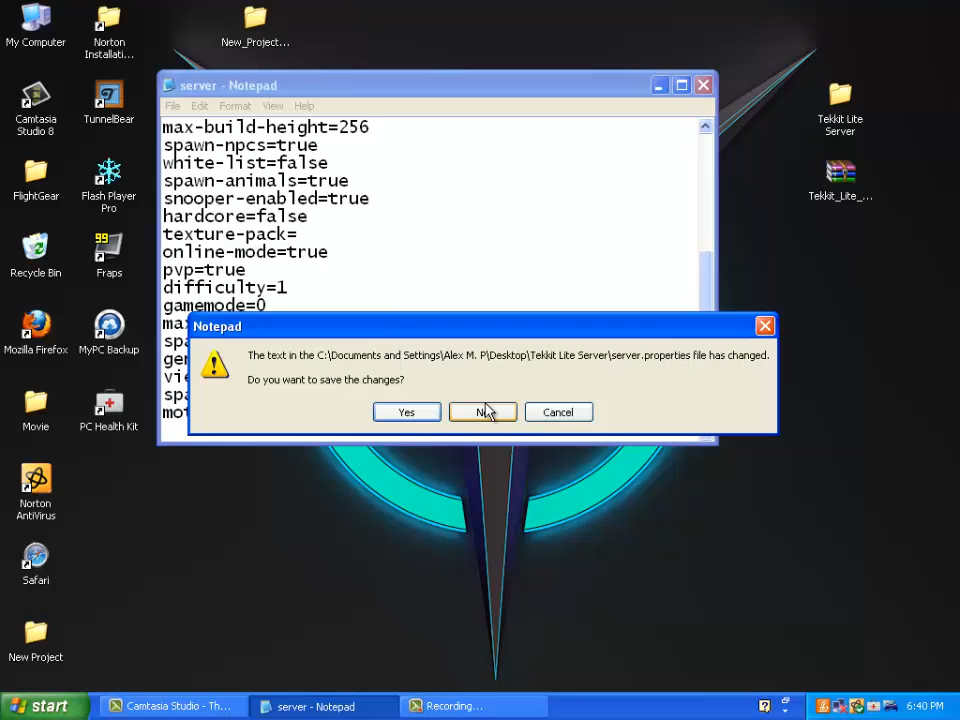 My Computer
Norton
Installati...
New_Project...
Camtasia
Studio 8
TunnelBear
FlightGear
Flash Player
Pro
Recycle Bin
99
Fraps
Mozilla Firefox
MyPC Backup
Movie
PC Health Kit
Norton
AntiVirus
Safari
New Project
Tekkit Lite
Server
Tekkit_Lite_...
server - Notepad
File Edit Format View Help
max-build-height=256
spawn-npcs=true
white-list=false
spawn-animals=true
snooper-enabled=true
hardcore=false
texture-pack=
online-mode=true
pvp=true
difficulty=1
gamemode=0
Notepad
The text in the C:\Documents and Settings\Alex M. P\Desktop\Tekkit Lite Server\server.properties file has changed.
Do you want to save the changes?
Yes No Cancel
start
Camtasia Studio - Th...
server - Notepad
Recording...
6:40 PM